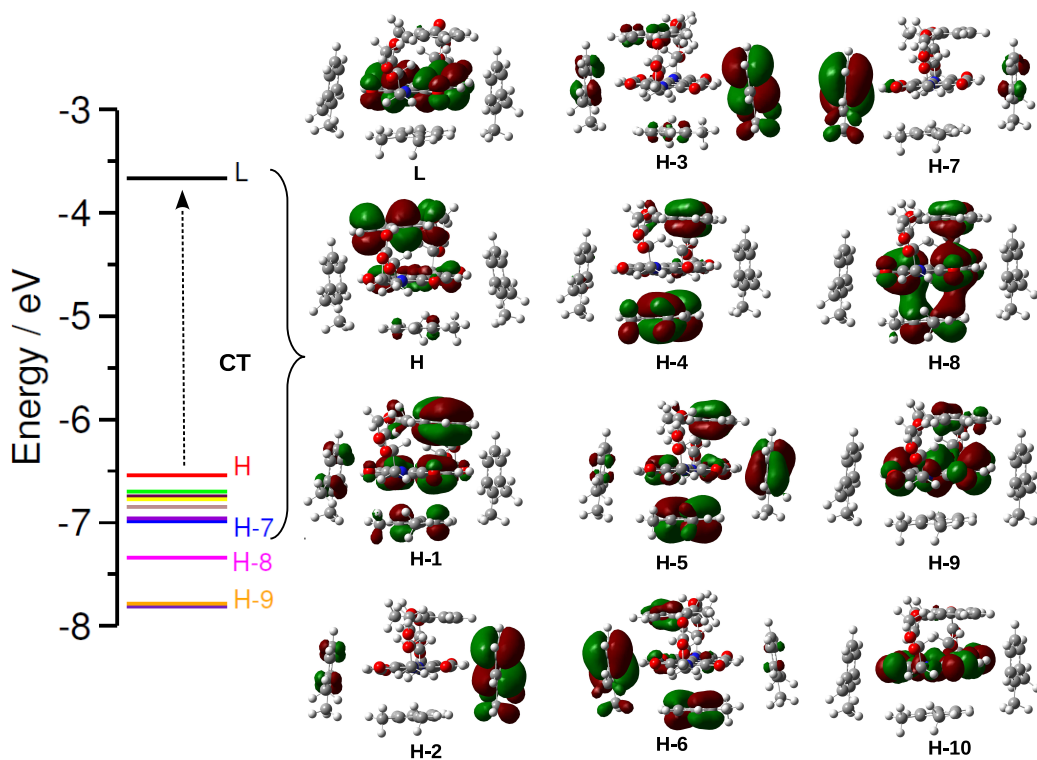 Energy / eV
-3
-4
-5
-6
-7
-8
L
CT
H
H-7
H-8
H-9
L
H-3
H-7
H
H-4
H-8
H-1
H-5
H-9
H-2
H-6
H-10